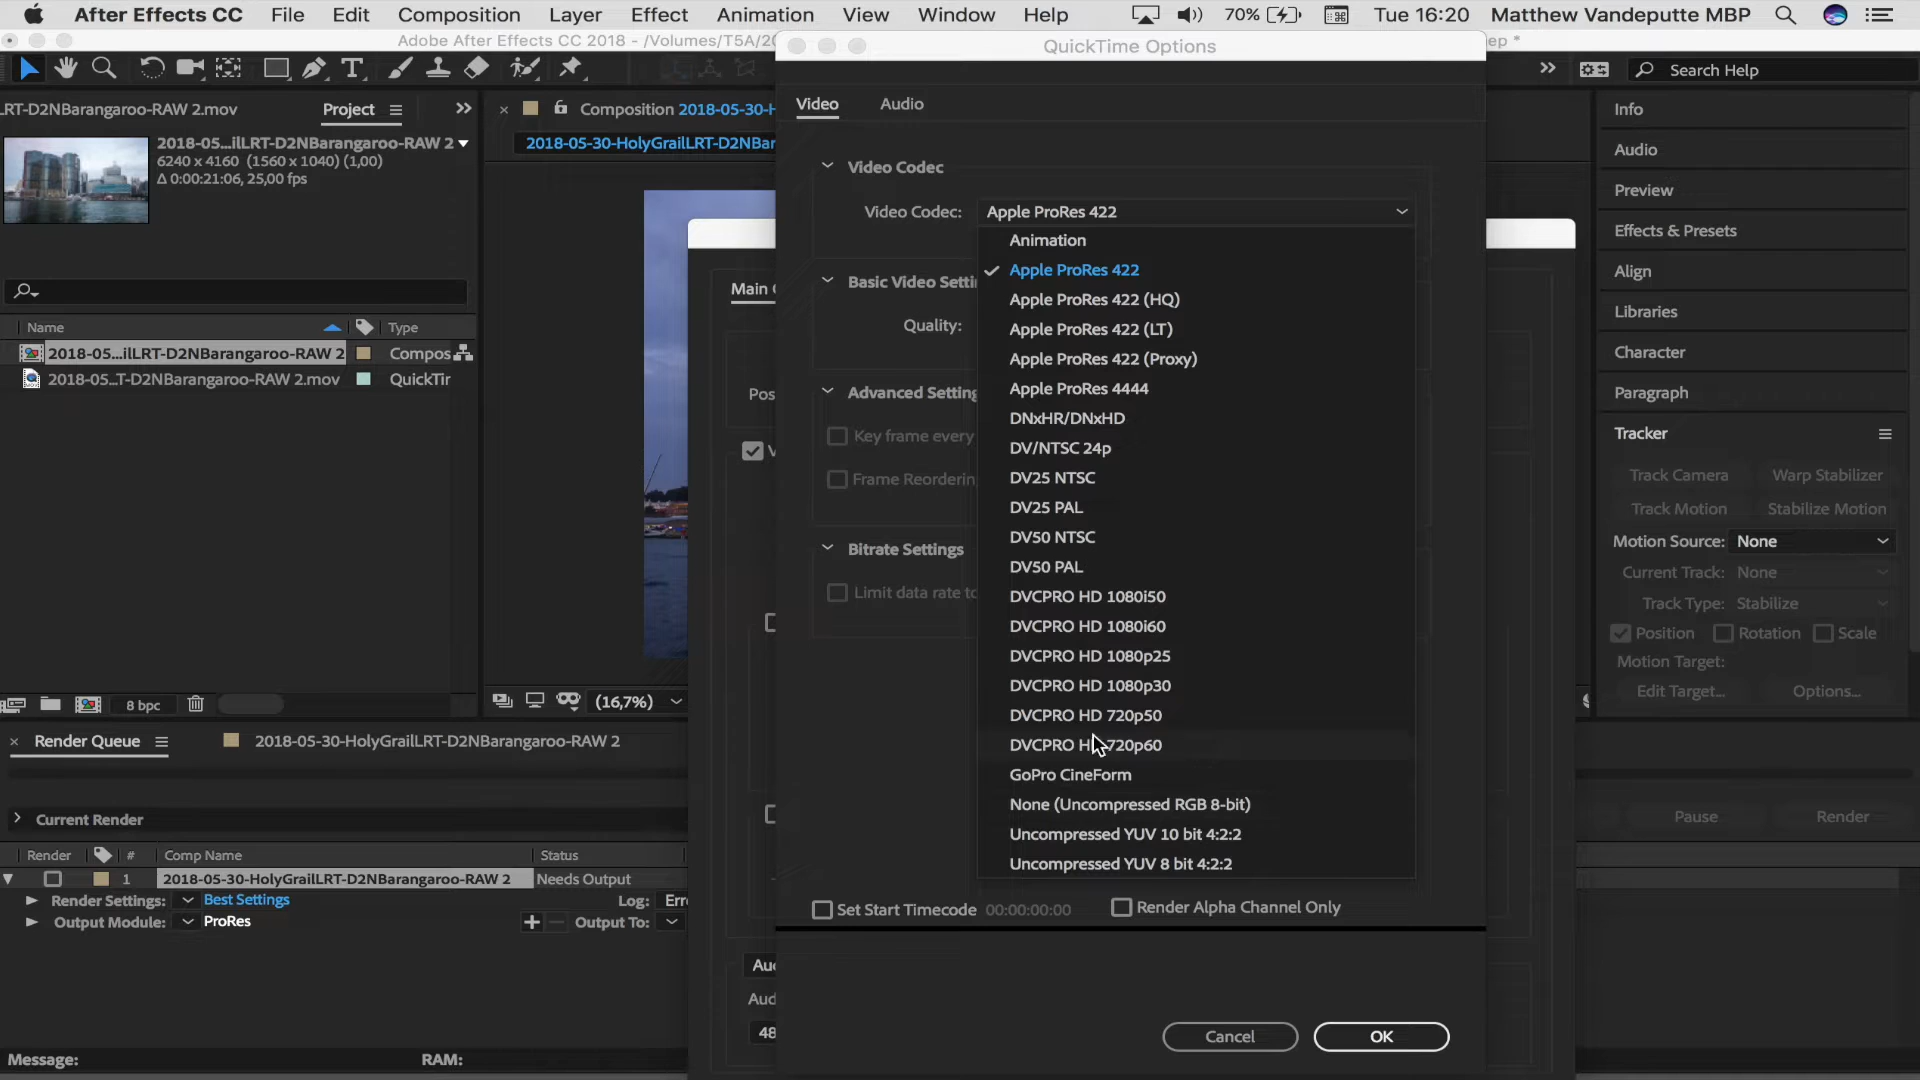 After Effects CC File Edit Composition Layer Effect Animation View Window Help 70% Tue 16:20 Matthew Vandeputte MBP
Adobe After Effects CC 2018 - /Volumes/T5A/20
ep *
QuickTime Options
Search Help
LRT-D2NBarangaroo-RAW 2.mov
Project
Composition 2018-05-30-H
2018-05...ilLRT-D2NBarangaroo-RAW 2
6240 x 4160 (1560 x 1040) (1,00)
Δ 0:00:21:06, 25,00 fps
2018-05-30-HolyGrailLRT-D2NBar
Name Type
2018-05...ilLRT-D2NBarangaroo-RAW 2 Compos
2018-05...T-D2NBarangaroo-RAW 2.mov QuickTir
8 bpc
(16,7%)
Main
Pos
V
Video Audio
Video Codec
Video Codec: Apple ProRes 422
Animation
Apple ProRes 422
Apple ProRes 422 (HQ)
Apple ProRes 422 (LT)
Apple ProRes 422 (Proxy)
Apple ProRes 4444
DNxHR/DNxHD
DV/NTSC 24p
DV25 NTSC
DV25 PAL
DV50 NTSC
DV50 PAL
DVCPRO HD 1080i50
DVCPRO HD 1080i60
DVCPRO HD 1080p25
DVCPRO HD 1080p30
DVCPRO HD 720p50
DVCPRO HD 720p60
GoPro CineForm
None (Uncompressed RGB 8-bit)
Uncompressed YUV 10 bit 4:2:2
Uncompressed YUV 8 bit 4:2:2
Basic Video Setti
Quality:
Advanced Setting
Key frame every
Frame Reorderin
Bitrate Settings
Limit data rate to
Set Start Timecode 00:00:00:00
Render Alpha Channel Only
Cancel OK
Info
Audio
Preview
Effects & Presets
Align
Libraries
Character
Paragraph
Tracker
Track Camera Warp Stabilizer
Track Motion Stabilize Motion
Motion Source: None
Current Track: None
Track Type: Stabilize
Position Rotation Scale
Motion Target:
Edit Target... Options...
Render Queue
2018-05-30-HolyGrailLRT-D2NBarangaroo-RAW 2
Current Render
Pause Render
Render # Comp Name Status
1 2018-05-30-HolyGrailLRT-D2NBarangaroo-RAW 2 Needs Output
Render Settings: Best Settings Log: Err
Output Module: ProRes Output To:
Au
Aud
48
Message: RAM: